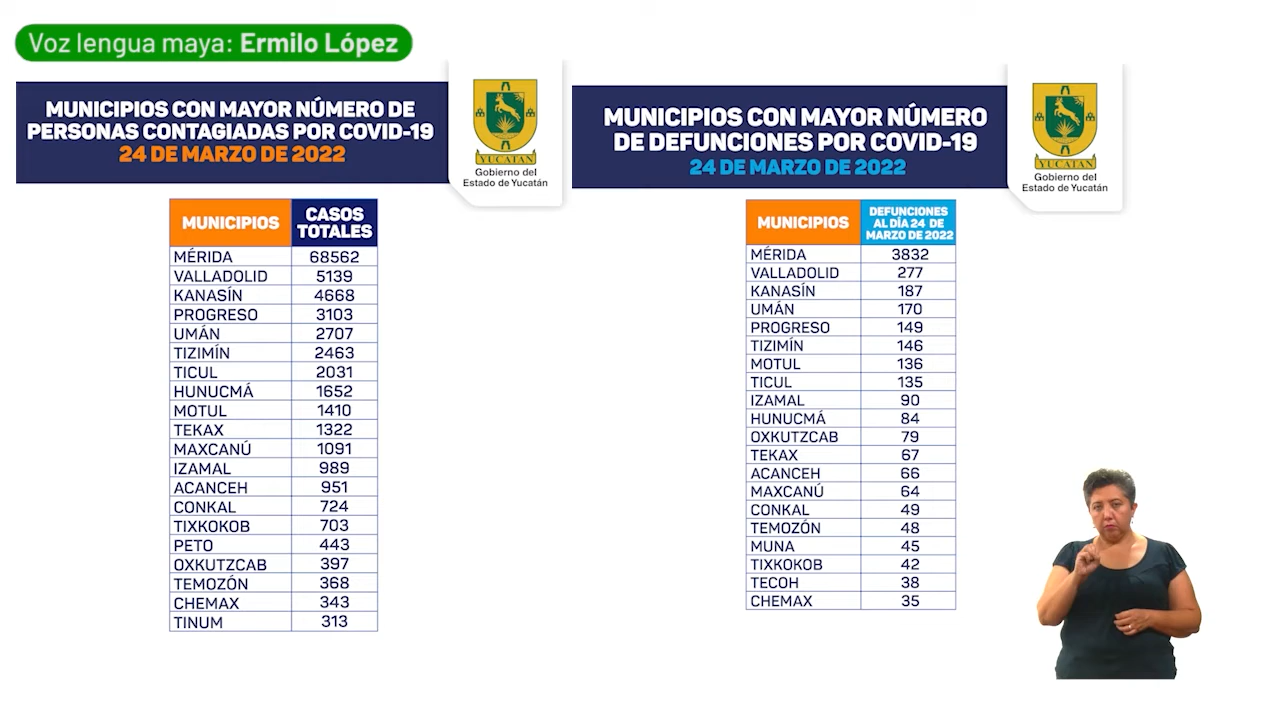 Voz lengua maya: Ermilo López
MUNICIPIOS CON MAYOR NÚMERO DE
PERSONAS CONTAGIADAS POR COVID-19
24 DE MARZO DE 2022
YUCATÁN
Gobierno del
Estado de Yucatán
MUNICIPIOS CASOS TOTALES
MÉRIDA 68562
VALLADOLID 5139
KANASÍN 4668
PROGRESO 3103
UMÁN 2707
TIZIMÍN 2463
TICUL 2031
HUNUCMÁ 1652
MOTUL 1410
TEKAX 1322
MAXCANÚ 1091
IZAMAL 989
ACANCEH 951
CONKAL 724
TIXKOKOB 703
PETO 443
OXKUTZCAB 397
TEMOZÓN 368
CHEMAX 343
TINUM 313
MUNICIPIOS CON MAYOR NÚMERO
DE DEFUNCIONES POR COVID-19
24 DE MARZO DE 2022
YUCATÁN
Gobierno del
Estado de Yucatán
MUNICIPIOS DEFUNCIONES AL DÍA 24 DE MARZO DE 2022
MÉRIDA 3832
VALLADOLID 277
KANASÍN 187
UMÁN 170
PROGRESO 149
TIZIMÍN 146
MOTUL 136
TICUL 135
IZAMAL 90
HUNUCMÁ 84
OXKUTZCAB 79
TEKAX 67
ACANCEH 66
MAXCANÚ 64
CONKAL 49
TEMOZÓN 48
MUNA 45
TIXKOKOB 42
TECOH 38
CHEMAX 35